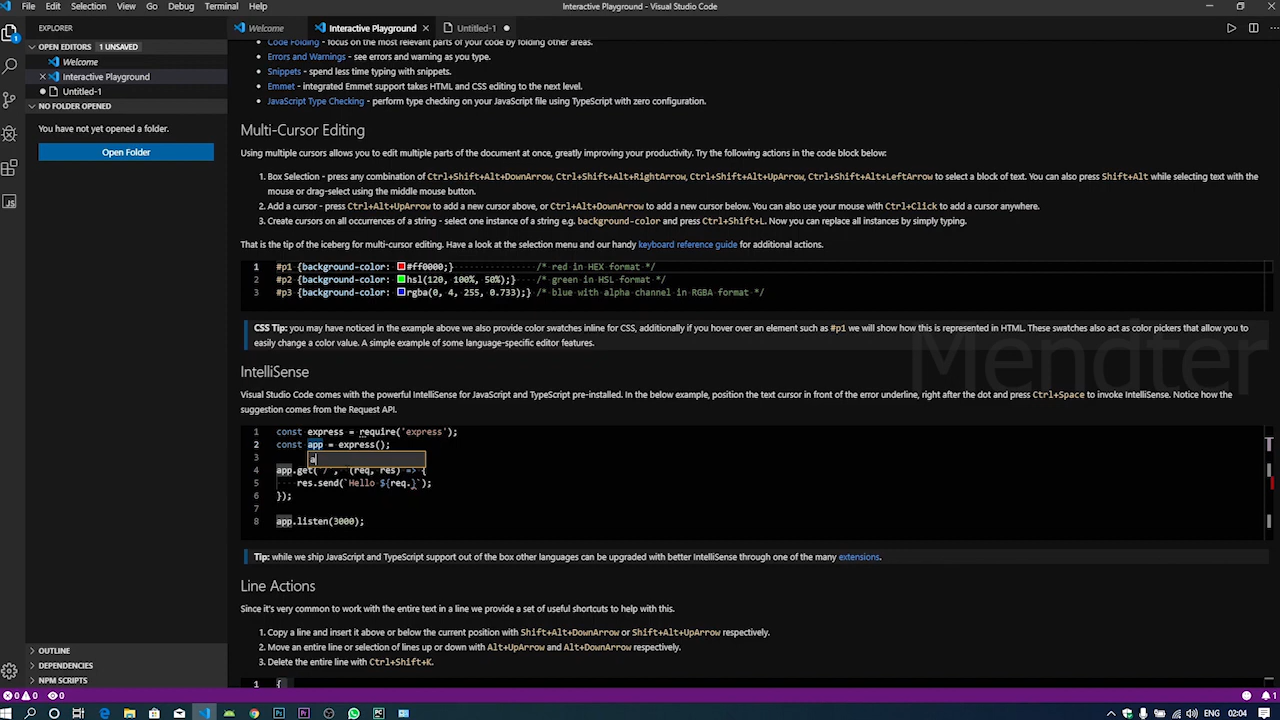 File Edit Selection View Go Debug Terminal Help
Interactive Playground - Visual Studio Code
EXPLORER
Welcome
Interactive Playground
Untitled-1
OPEN EDITORS 1 UNSAVED
Welcome
Interactive Playground
Untitled-1
NO FOLDER OPENED
You have not yet opened a folder.
Open Folder
OUTLINE
DEPENDENCIES
NPM SCRIPTS
Code Folding - focus on the most relevant parts of your code by folding other areas.
Errors and Warnings - see errors and warning as you type.
Snippets - spend less time typing with snippets.
Emmet - integrated Emmet support takes HTML and CSS editing to the next level.
JavaScript Type Checking - perform type checking on your JavaScript file using TypeScript with zero configuration.
Multi-Cursor Editing
Using multiple cursors allows you to edit multiple parts of the document at once, greatly improving your productivity. Try the following actions in the code block below:
1. Box Selection - press any combination of Ctrl+Shift+Alt+DownArrow, Ctrl+Shift+Alt+RightArrow, Ctrl+Shift+Alt+UpArrow, Ctrl+Shift+Alt+LeftArrow to select a block of text. You can also press Shift+Alt while selecting text with the
mouse or drag-select using the middle mouse button.
2. Add a cursor - press Ctrl+Alt+UpArrow to add a new cursor above, or Ctrl+Alt+DownArrow to add a new cursor below. You can also use your mouse with Ctrl+Click to add a cursor anywhere.
3. Create cursors on all occurrences of a string - select one instance of a string e.g. background-color and press Ctrl+Shift+L. Now you can replace all instances by simply typing.
That is the tip of the iceberg for multi-cursor editing. Have a look at the selection menu and our handy keyboard reference guide for additional actions.
1 #p1 {background-color: #ff0000;} /* red in HEX format */
2 #p2 {background-color: hsl(120, 100%, 50%);} /* green in HSL format */
3 #p3 {background-color: rgba(0, 4, 255, 0.733);} /* blue with alpha channel in RGBA format */
CSS Tip: you may have noticed in the example above we also provide color swatches inline for CSS, additionally if you hover over an element such as #p1 we will show how this is represented in HTML. These swatches also act as color pickers that allow you to
easily change a color value. A simple example of some language-specific editor features.
Mendter
IntelliSense
Visual Studio Code comes with the powerful IntelliSense for JavaScript and TypeScript pre-installed. In the below example, position the text cursor in front of the error underline, right after the dot and press Ctrl+Space to invoke IntelliSense. Notice how the
suggestion comes from the Request API.
1 const express = require('express');
2 const app = express();
3 a
4 app.get('/', (req, res) => {
5 res.send(`Hello ${req.}`);
6 });
7
8 app.listen(3000);
Tip: while we ship JavaScript and TypeScript support out of the box other languages can be upgraded with better IntelliSense through one of the many extensions.
Line Actions
Since it's very common to work with the entire text in a line we provide a set of useful shortcuts to help with this.
1. Copy a line and insert it above or below the current position with Shift+Alt+DownArrow or Shift+Alt+UpArrow respectively.
2. Move an entire line or selection of lines up or down with Alt+UpArrow and Alt+DownArrow respectively.
3. Delete the entire line with Ctrl+Shift+K.
1 {
0 0 0
ENG 02:04